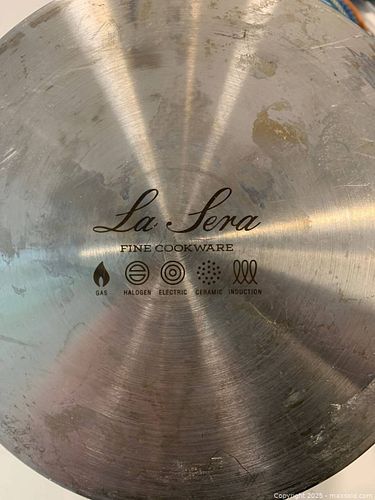 La Sera
FINE COOKWARE
GAS HALOGEN ELECTRIC CERAMIC INDUCTION
Copyright 2025 - maxsold.com